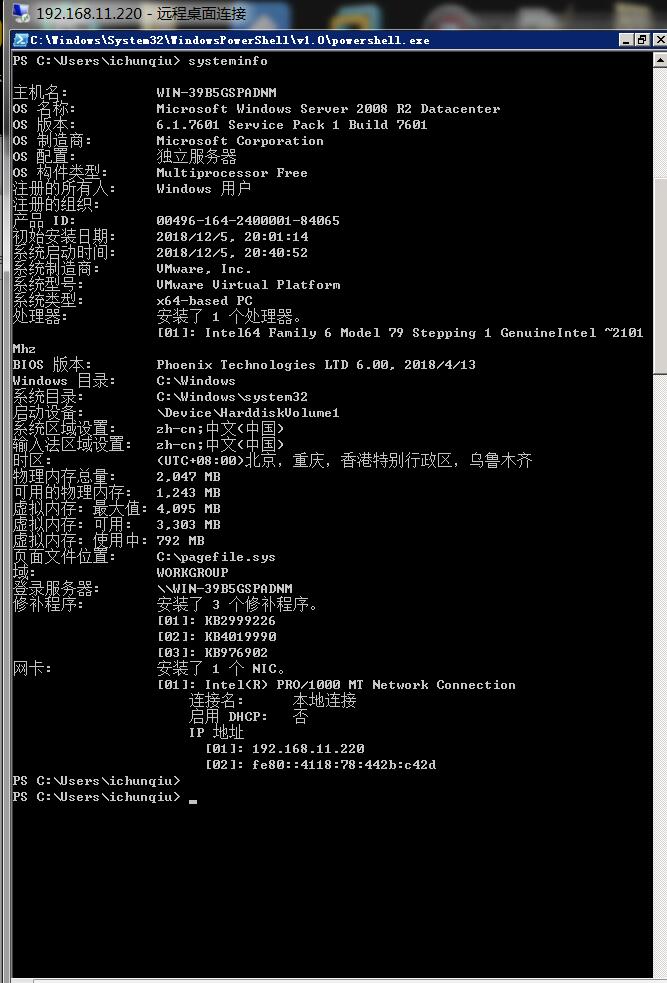 192.168.11.220 - 远程桌面连接
C:\Windows\System32\WindowsPowerShell\v1.0\powershell.exe
PS C:\Users\ichunqiu> systeminfo
主机名:           WIN-39B5GSPADNM
OS 名称:          Microsoft Windows Server 2008 R2 Datacenter
OS 版本:          6.1.7601 Service Pack 1 Build 7601
OS 制造商:        Microsoft Corporation
OS 配置:          独立服务器
OS 构件类型:      Multiprocessor Free
注册的所有人:     Windows 用户
注册的组织:
产品 ID:          00496-164-2400001-84065
初始安装日期:     2018/12/5, 20:01:14
系统启动时间:     2018/12/5, 20:40:52
系统制造商:       VMware, Inc.
系统型号:         VMware Virtual Platform
系统类型:         x64-based PC
处理器:           安装了 1 个处理器。
[01]: Intel64 Family 6 Model 79 Stepping 1 GenuineIntel ~2101
Mhz
BIOS 版本:        Phoenix Technologies LTD 6.00, 2018/4/13
Windows 目录:     C:\Windows
系统目录:         C:\Windows\system32
启动设备:         \Device\HarddiskVolume1
系统区域设置:     zh-cn;中文(中国)
输入法区域设置:   zh-cn;中文(中国)
时区:             (UTC+08:00)北京，重庆，香港特别行政区，乌鲁木齐
物理内存总量:     2,047 MB
可用的物理内存:   1,243 MB
虚拟内存: 最大值: 4,095 MB
虚拟内存: 可用:   3,303 MB
虚拟内存: 使用中: 792 MB
页面文件位置:     C:\pagefile.sys
域:               WORKGROUP
登录服务器:       \\WIN-39B5GSPADNM
修补程序:         安装了 3 个修补程序。
[01]: KB2999226
[02]: KB4019990
[03]: KB976902
网卡:             安装了 1 个 NIC。
[01]: Intel(R) PRO/1000 MT Network Connection
连接名:      本地连接
启用 DHCP:   否
IP 地址
[01]: 192.168.11.220
[02]: fe80::4118:78:442b:c42d
PS C:\Users\ichunqiu>
PS C:\Users\ichunqiu> _